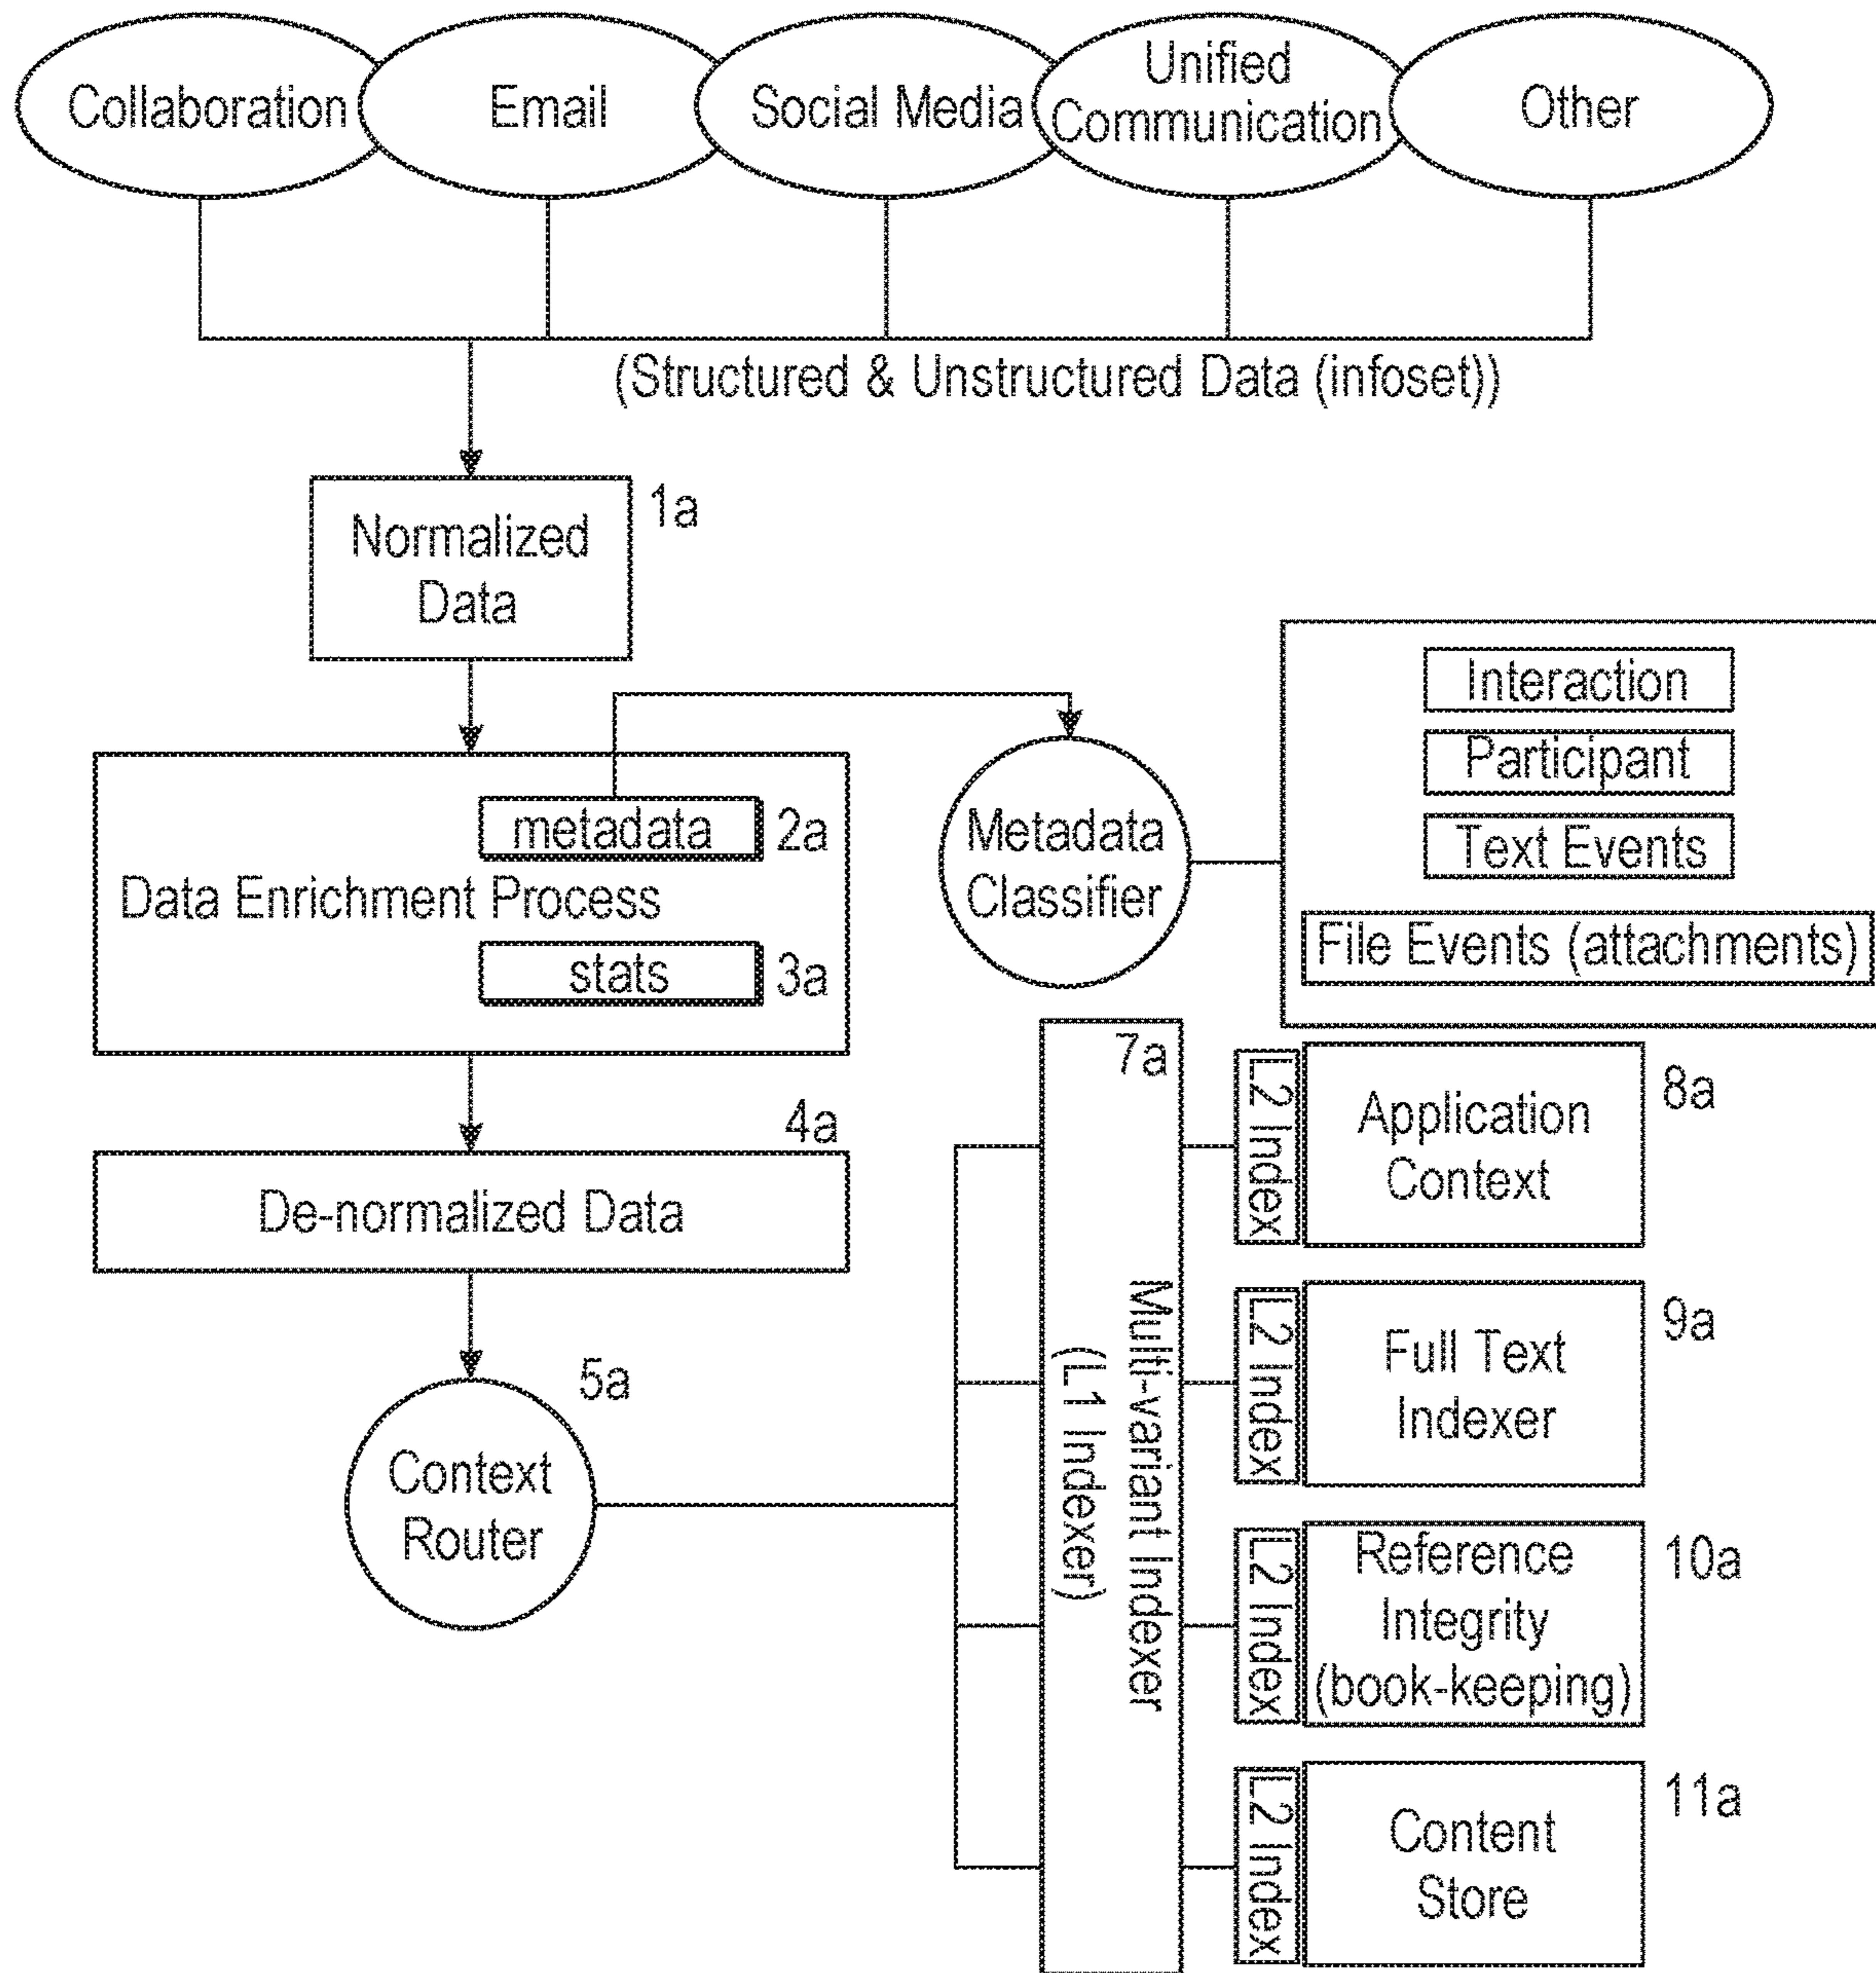 Collaboration
Email
Social Media
Unified
Communication
Other
(Structured & Unstructured Data (infoset))
Normalized
Data
1a
metadata
2a
Data Enrichment Process
stats
3a
Metadata
Classifier
Interaction
Participant
Text Events
File Events (attachments)
4a
De-normalized Data
5a
Context
Router
7a
Multi-variant Indexer
(L1 Indexer)
L2 Index
Application
Context
8a
L2 Index
Full Text
Indexer
9a
L2 Index
Reference
Integrity
(book-keeping)
10a
L2 Index
Content
Store
11a